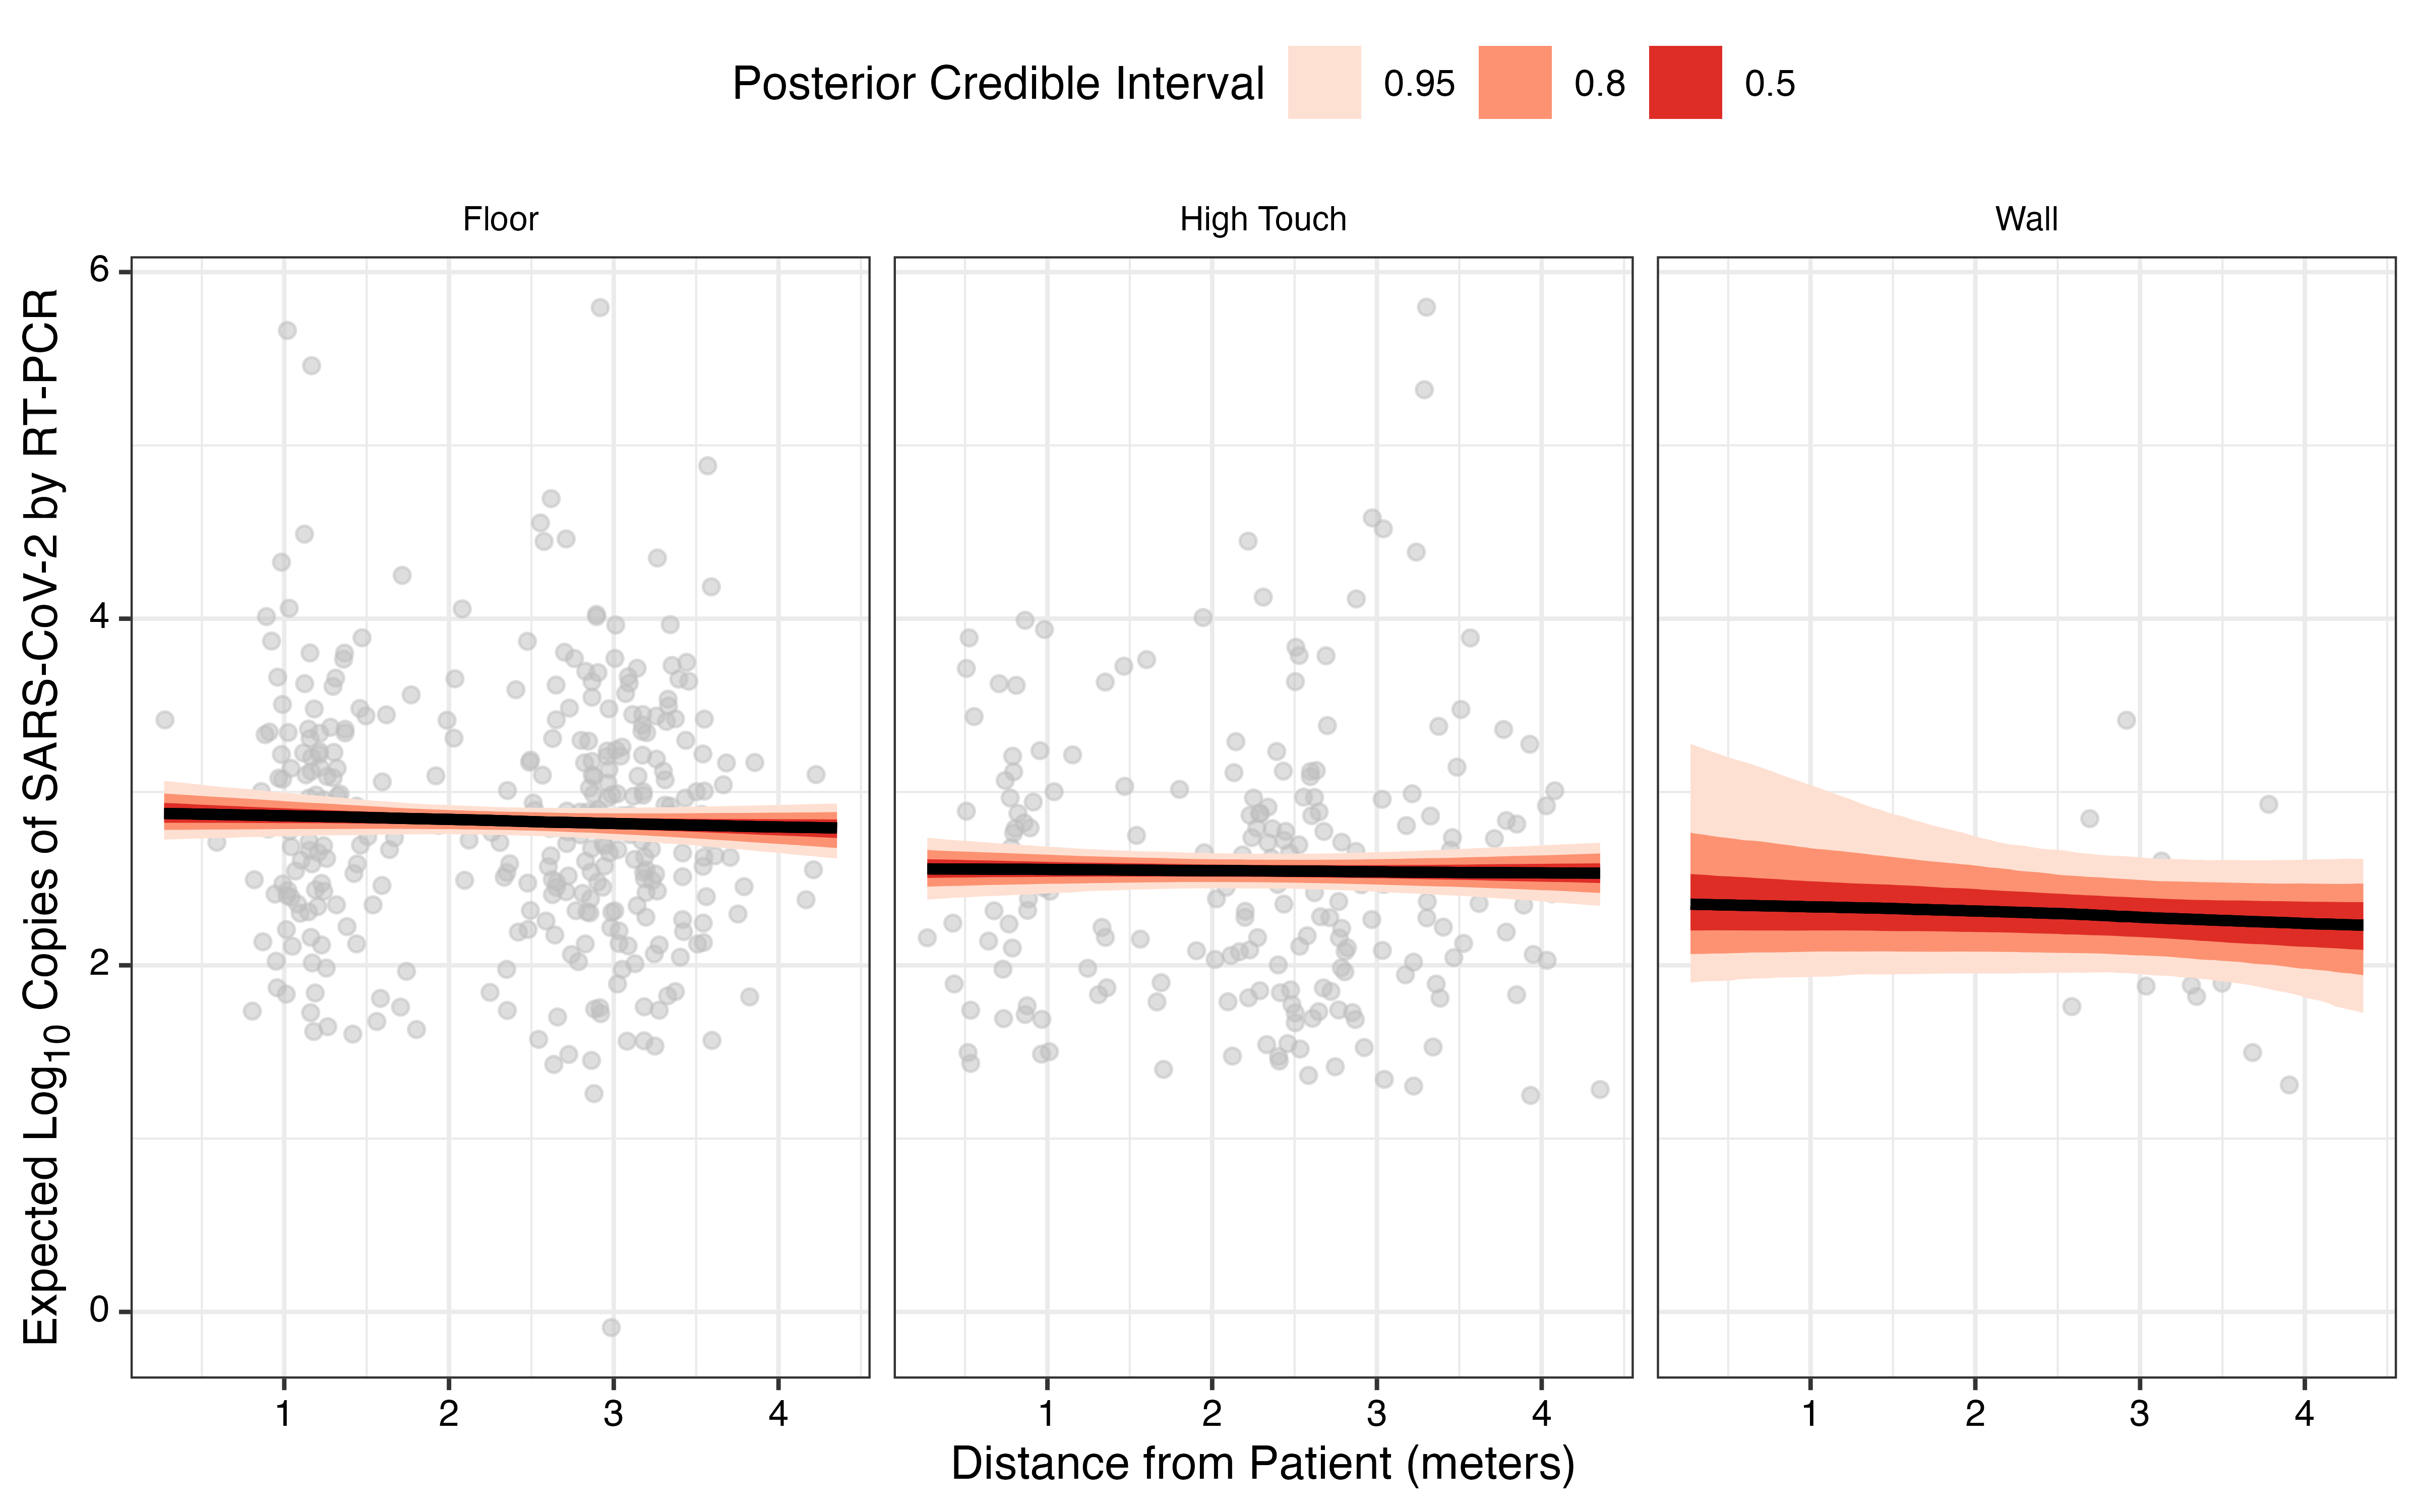 Posterior Credible Interval 0.95 0.8 0.5
Floor High Touch Wall
Expected Log10 Copies of SARS-CoV-2 by RT-PCR
6
4
2
0
1 2 3 4 1 2 3 4 1 2 3 4
Distance from Patient (meters)